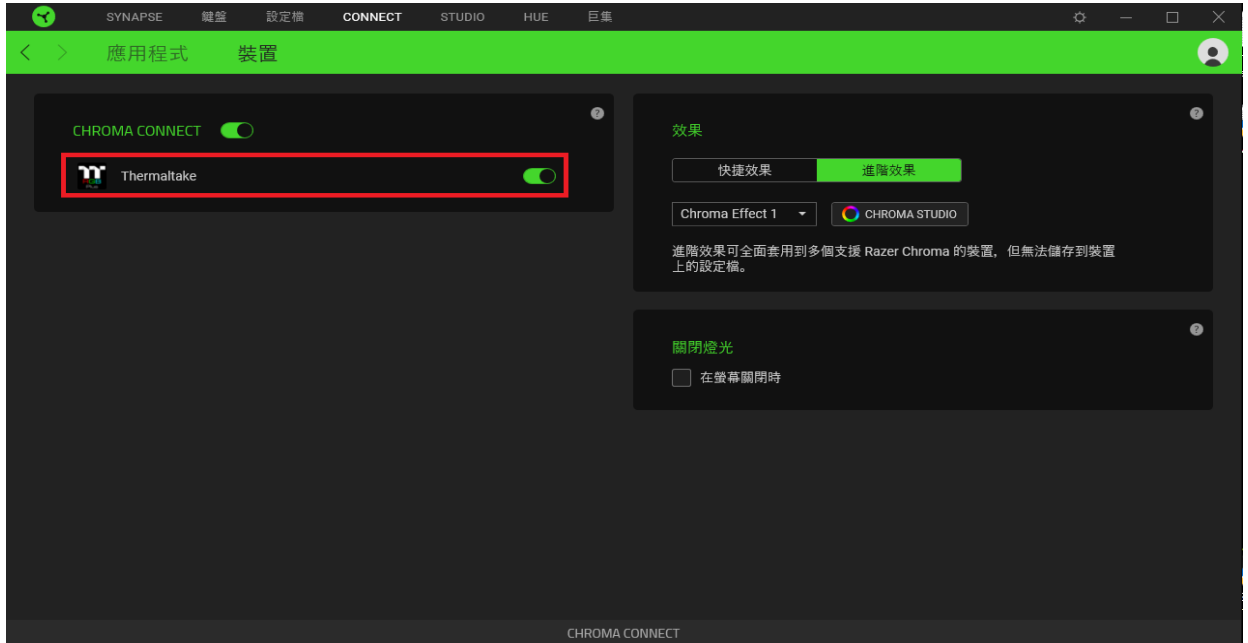 SYNAPSE 鍵盤 設定檔 CONNECT STUDIO HUE 巨集
應用程式 裝置
CHROMA CONNECT
Thermaltake
效果
快捷效果 進階效果
Chroma Effect 1 CHROMA STUDIO
進階效果可全面套用到多個支援 Razer Chroma 的裝置，但無法儲存到裝置
上的設定檔。
關閉燈光
在螢幕關閉時
CHROMA CONNECT